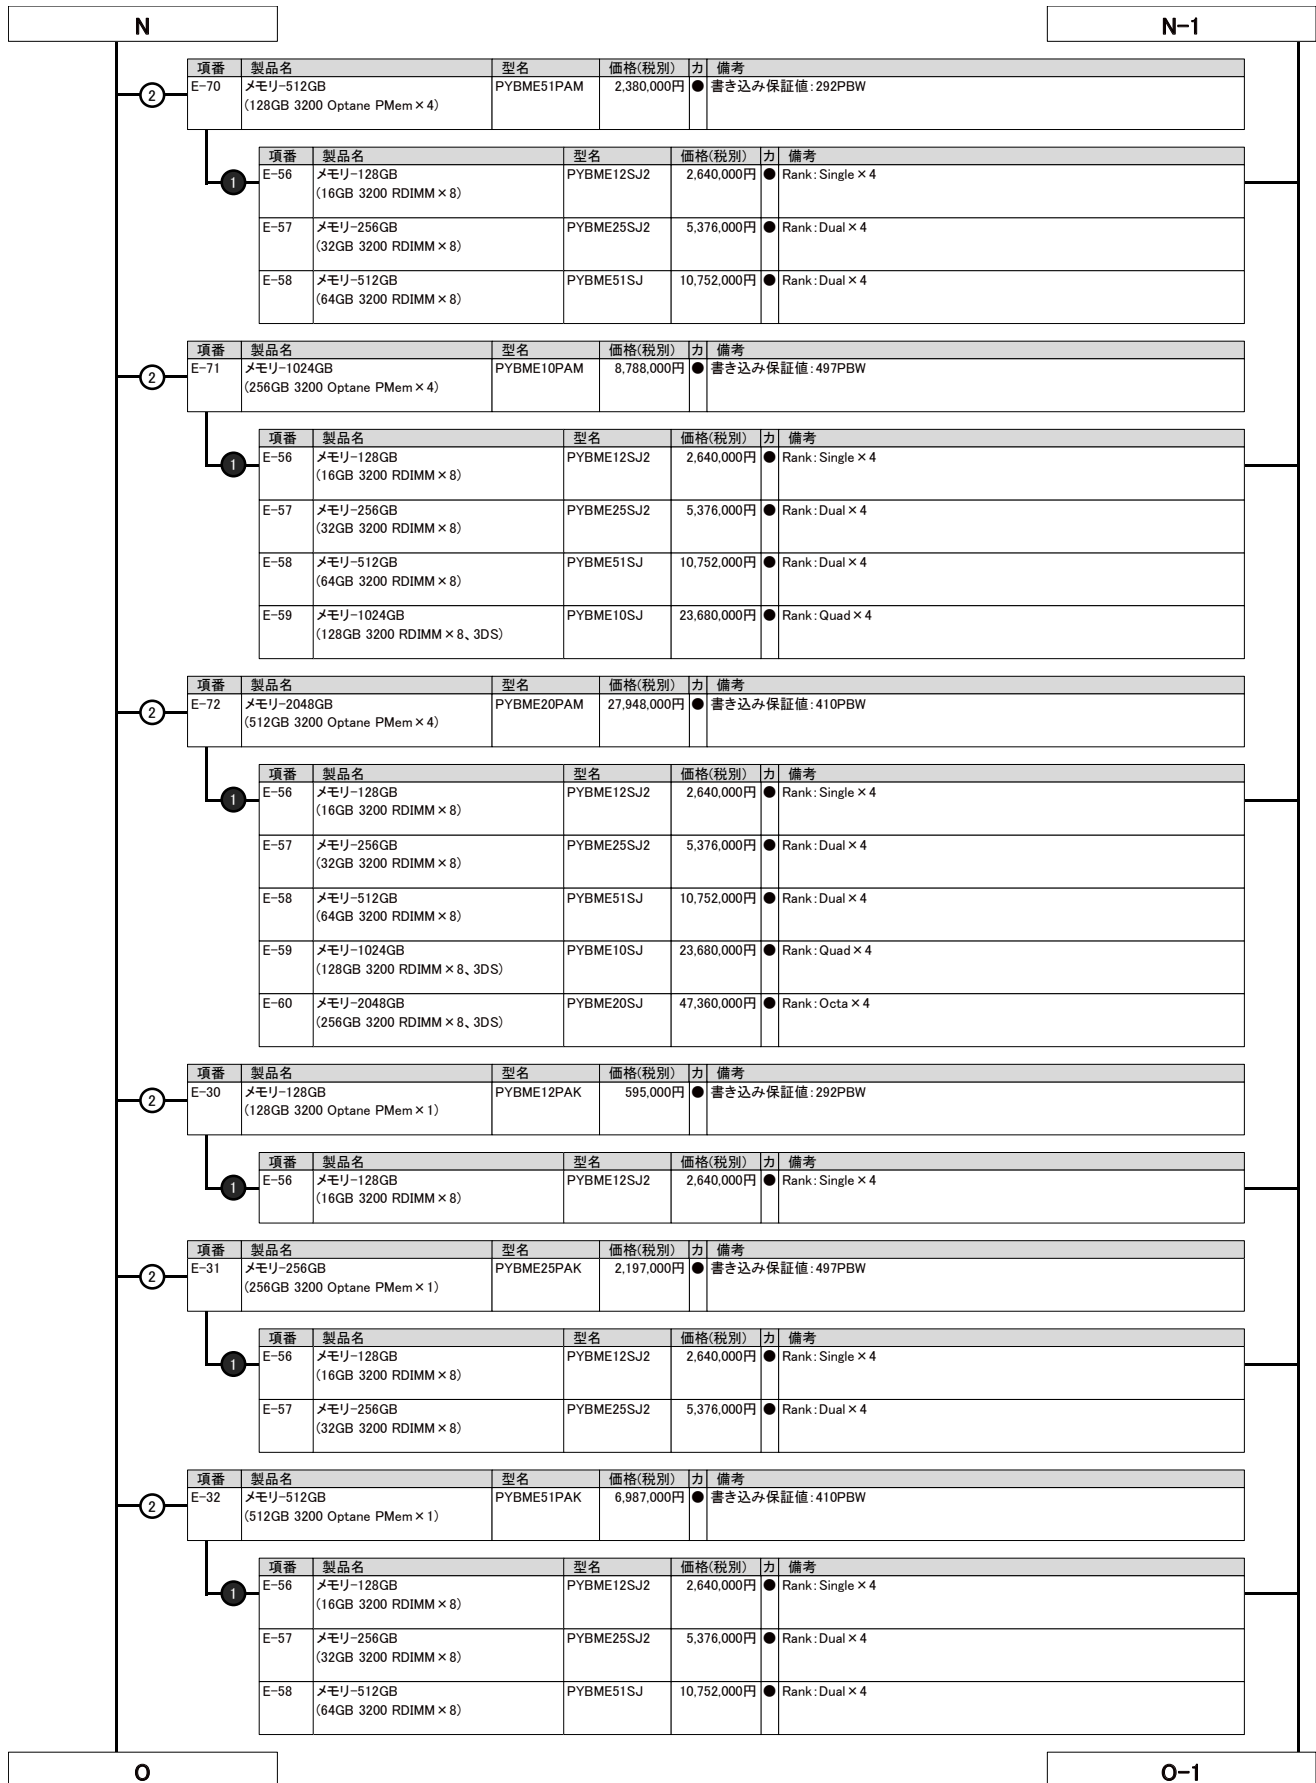 N
N-1
項番 製品名 型名 価格(税別) カ 備考
② E-70 メモリ-512GB PYBME51PAM 2,380,000円 ● 書き込み保証値:292PBW
(128GB 3200 Optane PMem×4)
項番 製品名 型名 価格(税別) カ 備考
❶ E-56 メモリ-128GB PYBME12SJ2 2,640,000円 ● Rank:Single×4
(16GB 3200 RDIMM×8)
E-57 メモリ-256GB PYBME25SJ2 5,376,000円 ● Rank:Dual×4
(32GB 3200 RDIMM×8)
E-58 メモリ-512GB PYBME51SJ 10,752,000円 ● Rank:Dual×4
(64GB 3200 RDIMM×8)
項番 製品名 型名 価格(税別) カ 備考
② E-71 メモリ-1024GB PYBME10PAM 8,788,000円 ● 書き込み保証値:497PBW
(256GB 3200 Optane PMem×4)
項番 製品名 型名 価格(税別) カ 備考
❶ E-56 メモリ-128GB PYBME12SJ2 2,640,000円 ● Rank:Single×4
(16GB 3200 RDIMM×8)
E-57 メモリ-256GB PYBME25SJ2 5,376,000円 ● Rank:Dual×4
(32GB 3200 RDIMM×8)
E-58 メモリ-512GB PYBME51SJ 10,752,000円 ● Rank:Dual×4
(64GB 3200 RDIMM×8)
E-59 メモリ-1024GB PYBME10SJ 23,680,000円 ● Rank:Quad×4
(128GB 3200 RDIMM×8、3DS)
項番 製品名 型名 価格(税別) カ 備考
② E-72 メモリ-2048GB PYBME20PAM 27,948,000円 ● 書き込み保証値:410PBW
(512GB 3200 Optane PMem×4)
項番 製品名 型名 価格(税別) カ 備考
❶ E-56 メモリ-128GB PYBME12SJ2 2,640,000円 ● Rank:Single×4
(16GB 3200 RDIMM×8)
E-57 メモリ-256GB PYBME25SJ2 5,376,000円 ● Rank:Dual×4
(32GB 3200 RDIMM×8)
E-58 メモリ-512GB PYBME51SJ 10,752,000円 ● Rank:Dual×4
(64GB 3200 RDIMM×8)
E-59 メモリ-1024GB PYBME10SJ 23,680,000円 ● Rank:Quad×4
(128GB 3200 RDIMM×8、3DS)
E-60 メモリ-2048GB PYBME20SJ 47,360,000円 ● Rank:Octa×4
(256GB 3200 RDIMM×8、3DS)
項番 製品名 型名 価格(税別) カ 備考
② E-30 メモリ-128GB PYBME12PAK 595,000円 ● 書き込み保証値:292PBW
(128GB 3200 Optane PMem×1)
項番 製品名 型名 価格(税別) カ 備考
❶ E-56 メモリ-128GB PYBME12SJ2 2,640,000円 ● Rank:Single×4
(16GB 3200 RDIMM×8)
項番 製品名 型名 価格(税別) カ 備考
② E-31 メモリ-256GB PYBME25PAK 2,197,000円 ● 書き込み保証値:497PBW
(256GB 3200 Optane PMem×1)
項番 製品名 型名 価格(税別) カ 備考
❶ E-56 メモリ-128GB PYBME12SJ2 2,640,000円 ● Rank:Single×4
(16GB 3200 RDIMM×8)
E-57 メモリ-256GB PYBME25SJ2 5,376,000円 ● Rank:Dual×4
(32GB 3200 RDIMM×8)
項番 製品名 型名 価格(税別) カ 備考
② E-32 メモリ-512GB PYBME51PAK 6,987,000円 ● 書き込み保証値:410PBW
(512GB 3200 Optane PMem×1)
項番 製品名 型名 価格(税別) カ 備考
❶ E-56 メモリ-128GB PYBME12SJ2 2,640,000円 ● Rank:Single×4
(16GB 3200 RDIMM×8)
E-57 メモリ-256GB PYBME25SJ2 5,376,000円 ● Rank:Dual×4
(32GB 3200 RDIMM×8)
E-58 メモリ-512GB PYBME51SJ 10,752,000円 ● Rank:Dual×4
(64GB 3200 RDIMM×8)
O
O-1